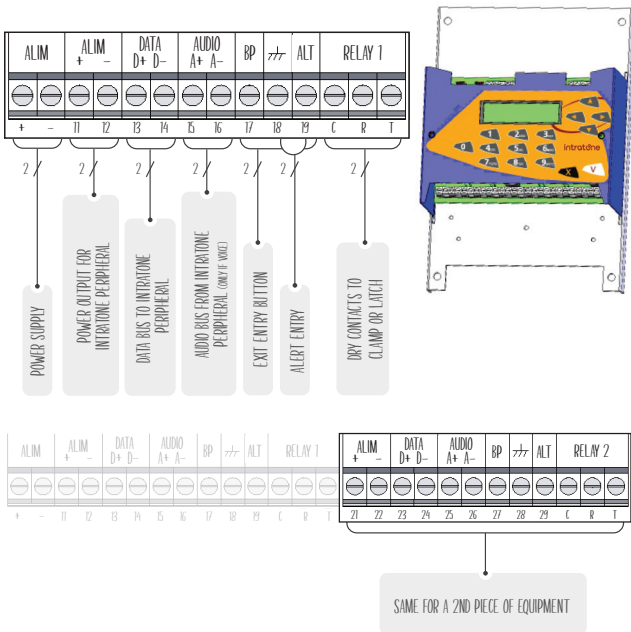 ALIM ALIM DATA AUDIO BP ALT RELAY 1
+ - D+ D- A+ A-
+ - 11 12 13 14 15 16 17 18 19 C R T
2 2 2 2 2 2 2
POWER SUPPLY
POWER OUTPUT FOR
INTRATONE PERIPHERAL
DATA BUS TO INTRATONE
PERIPHERAL
AUDIO BUS FROM INTRATONE
PERIPHERAL (ONLY IF VOICE)
EXIT ENTRY BUTTON
ALERT ENTRY
DRY CONTACTS TO
CLAMP OR LATCH
intratone
X V
ALIM ALIM DATA AUDIO BP ALT RELAY 1
+ - D+ D- A+ A-
+ - 11 12 13 14 15 16 17 18 19 C R T
ALIM DATA AUDIO BP ALT RELAY 2
+ - D+ D- A+ A-
21 22 23 24 25 26 27 28 29 C R T
SAME FOR A 2ND PIECE OF EQUIPMENT